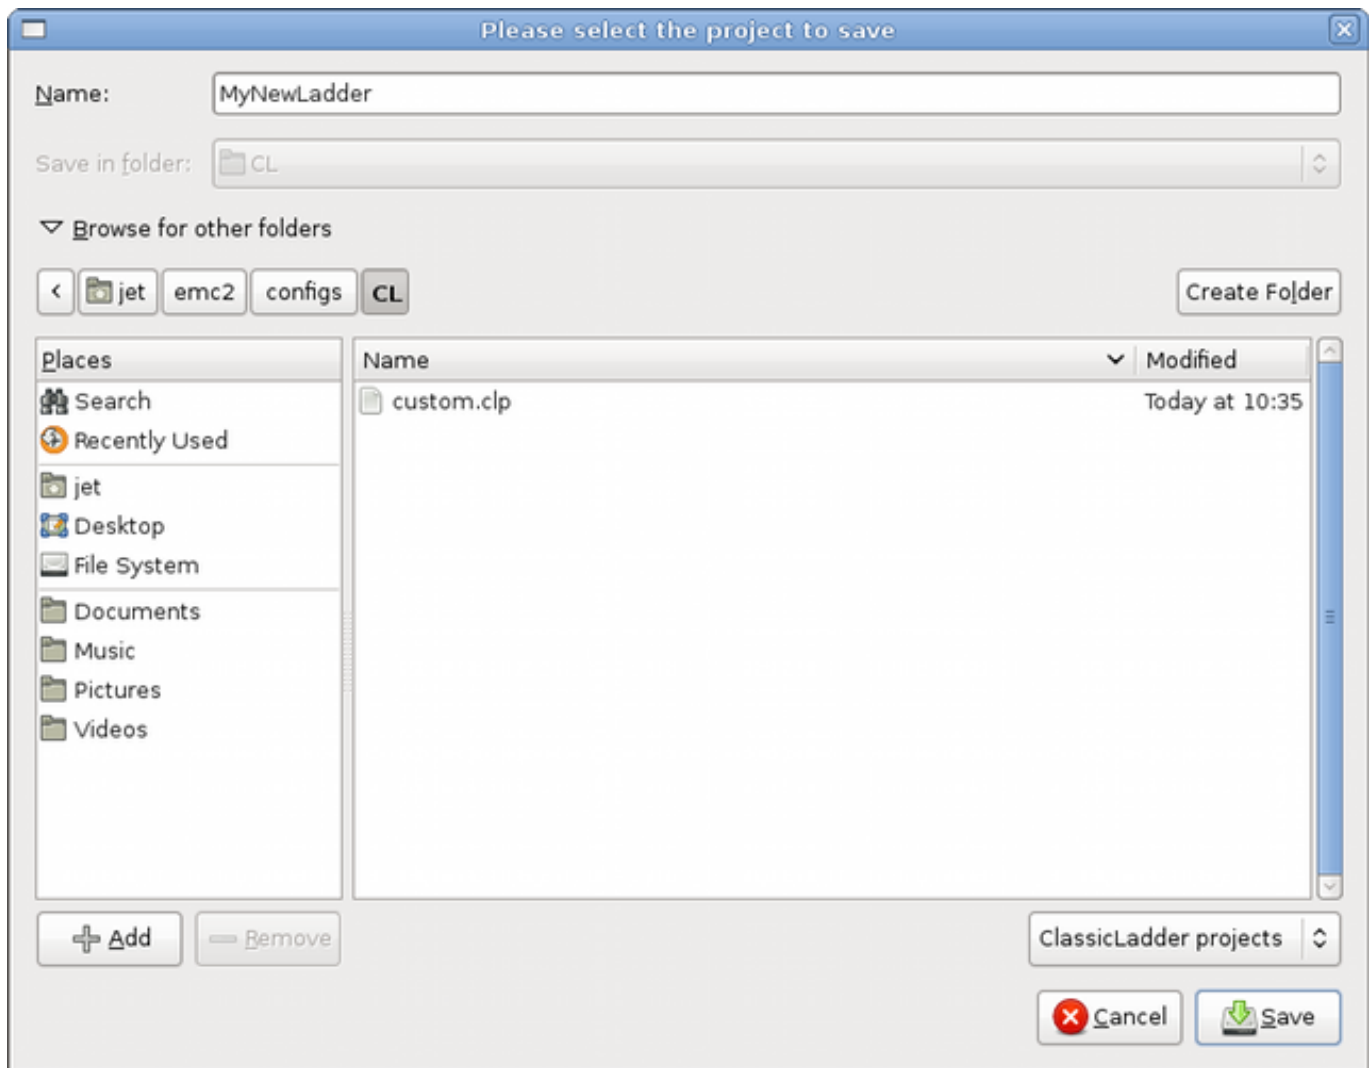 Please select the project to save
Name: MyNewLadder
Save in folder: CL
Browse for other folders
jet emc2 configs CL Create Folder
Places Name Modified
Search custom.clp Today at 10:35
Recently Used
jet
Desktop
File System
Documents
Music
Pictures
Videos
Add Remove ClassicLadder projects
Cancel Save